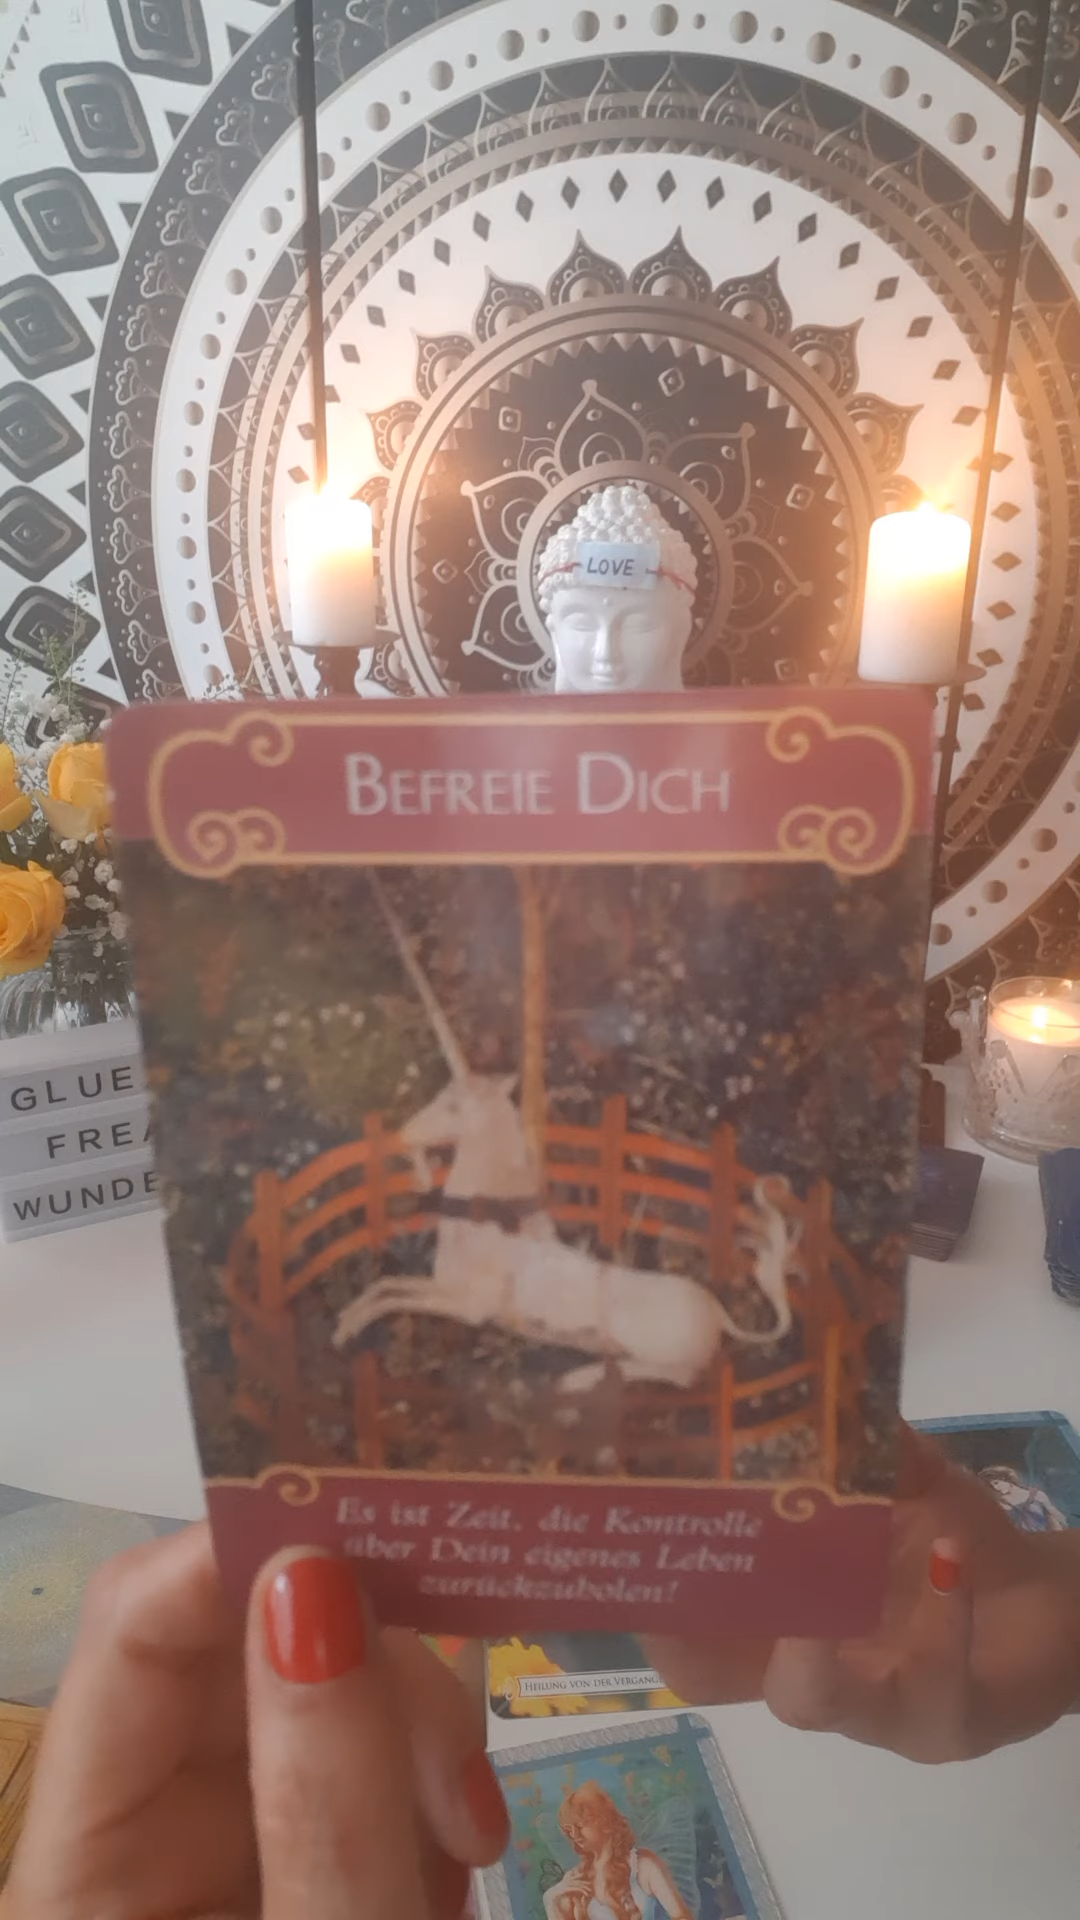 LOVE
BEFREIE DICH
GLUE
FREA
WUNDE
Es ist Zeit, die Kontrolle
über Dein eigenes Leben
zurückzuholen!
HEILUNG VON DER VERGANG